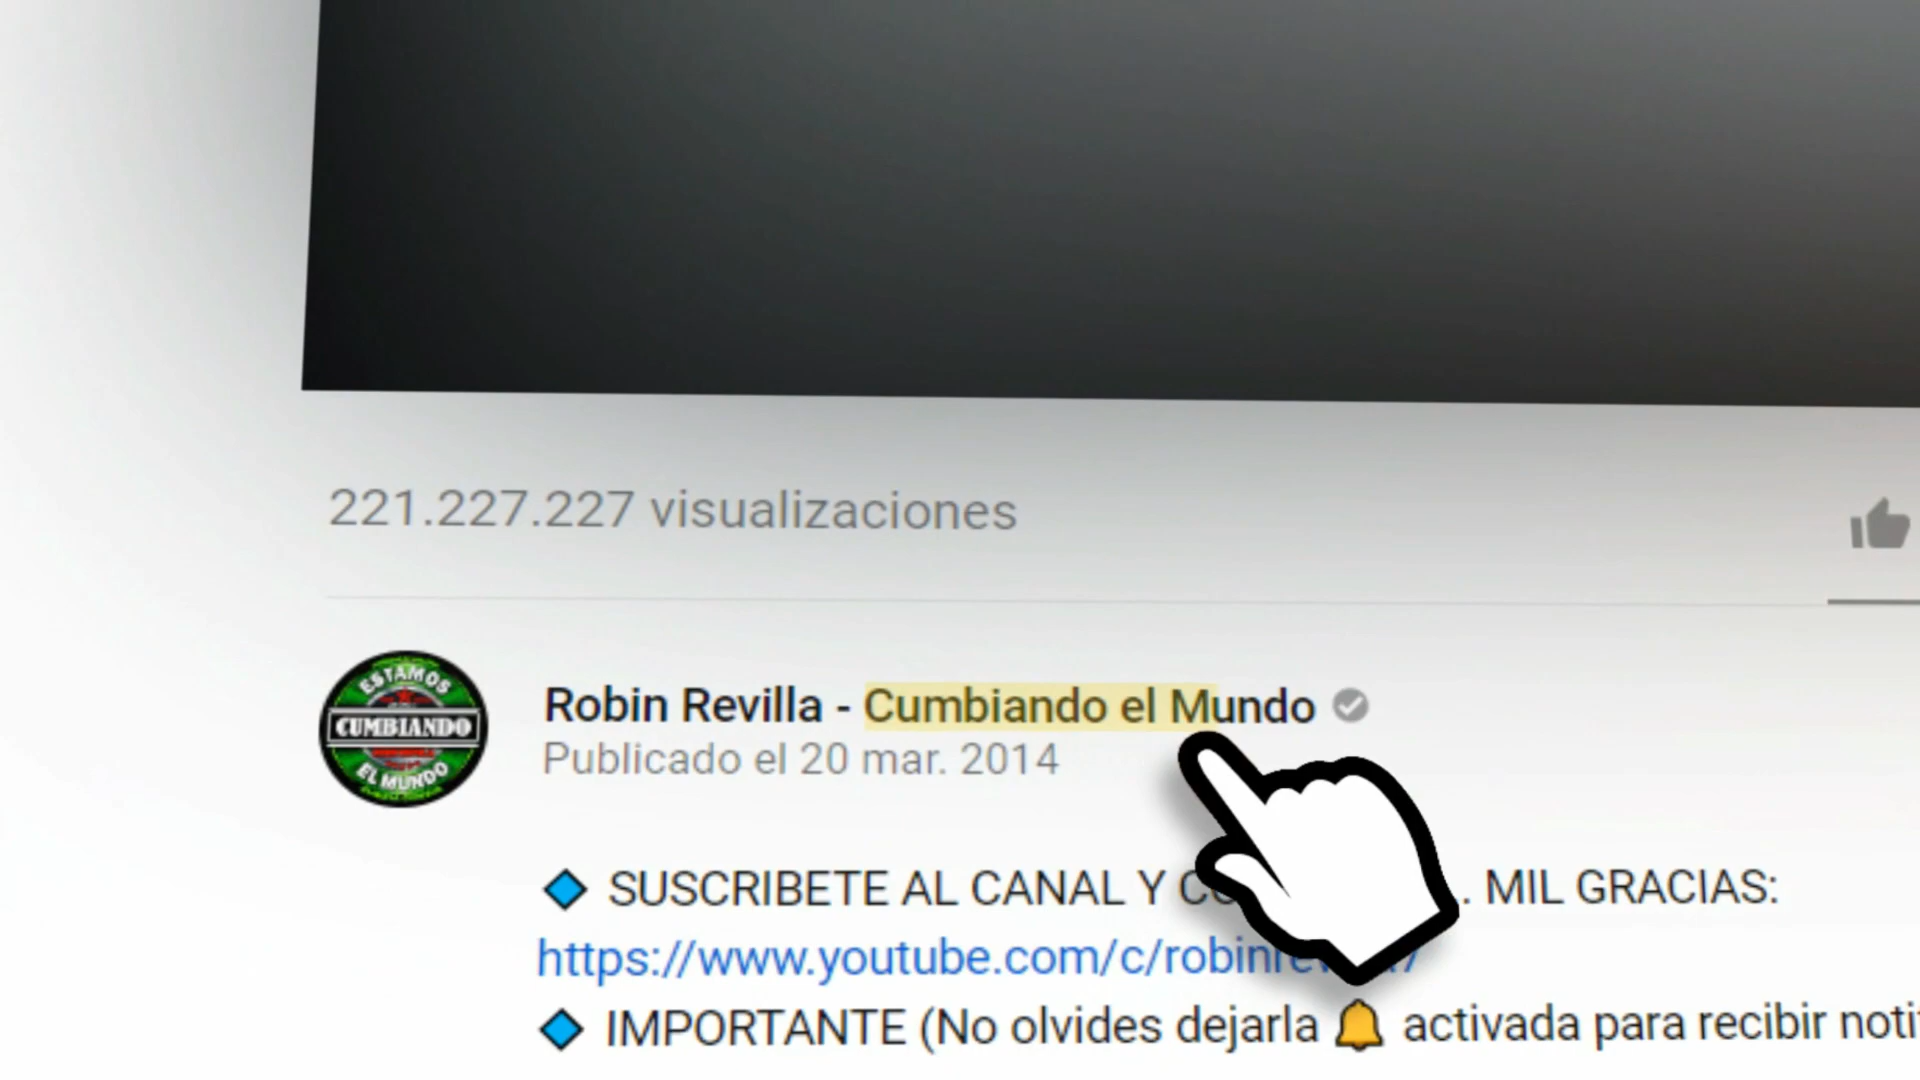 221.227.227 visualizaciones
ESTAMOS
CUMBIANDO
EL MUNDO
Robin Revilla - Cumbiando el Mundo
Publicado el 20 mar. 2014
SUSCRIBETE AL CANAL Y MIL GRACIAS:
https://www.youtube.com/c/robinre
IMPORTANTE (No olvides dejarla 🔔 activada para recibir noti